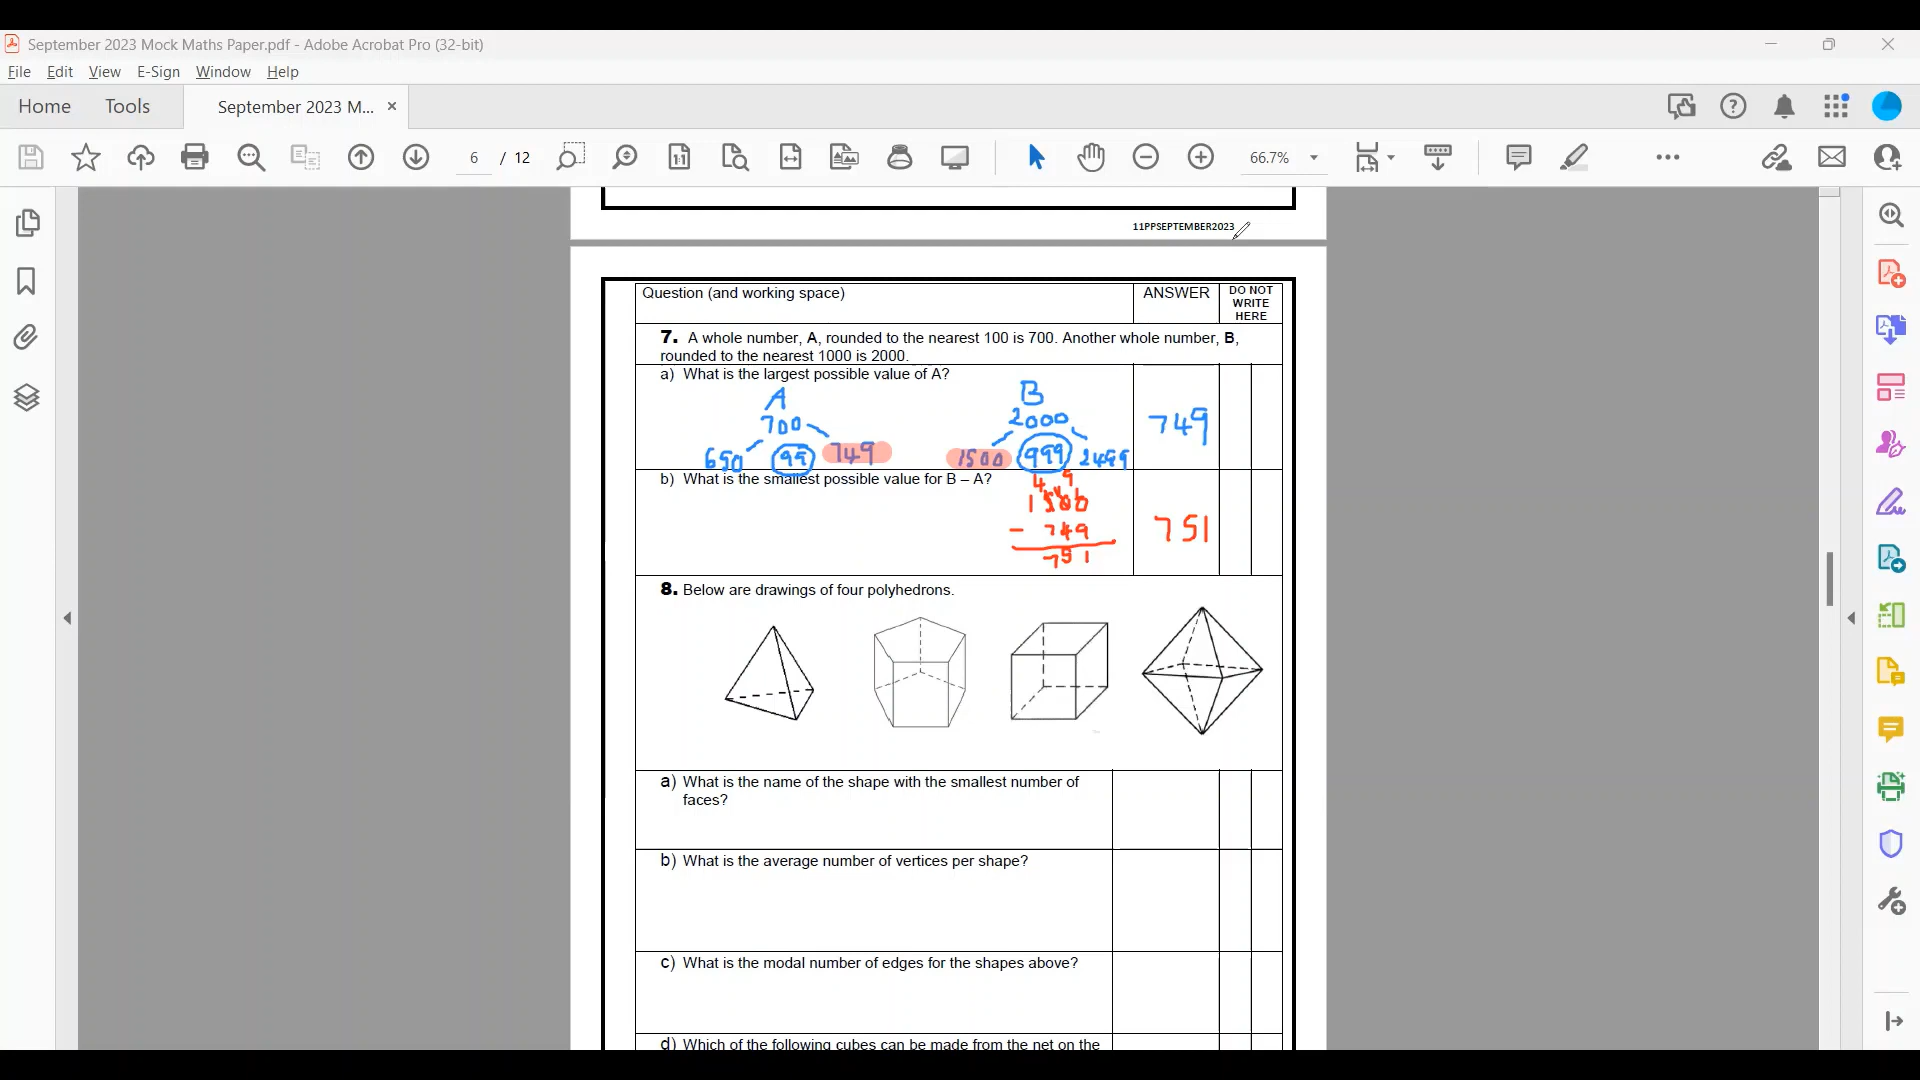 September 2023 Mock Maths Paper.pdf - Adobe Acrobat Pro (32-bit)
File Edit View E-Sign Window Help
Home Tools September 2023 M... ×
6 / 12 66.7%
11PPSEPTEMBER2023
Question (and working space) ANSWER DO NOT WRITE HERE
7. A whole number, A, rounded to the nearest 100 is 700. Another whole number, B,
rounded to the nearest 1000 is 2000.
a) What is the largest possible value of A?
A B
700 2000 749
650 99 749 1500 999 2499
b) What is the smallest possible value for B – A?
4 9
1500
- 749 751
751
8. Below are drawings of four polyhedrons.
a) What is the name of the shape with the smallest number of
faces?
b) What is the average number of vertices per shape?
c) What is the modal number of edges for the shapes above?
d) Which of the following cubes can be made from the net on the